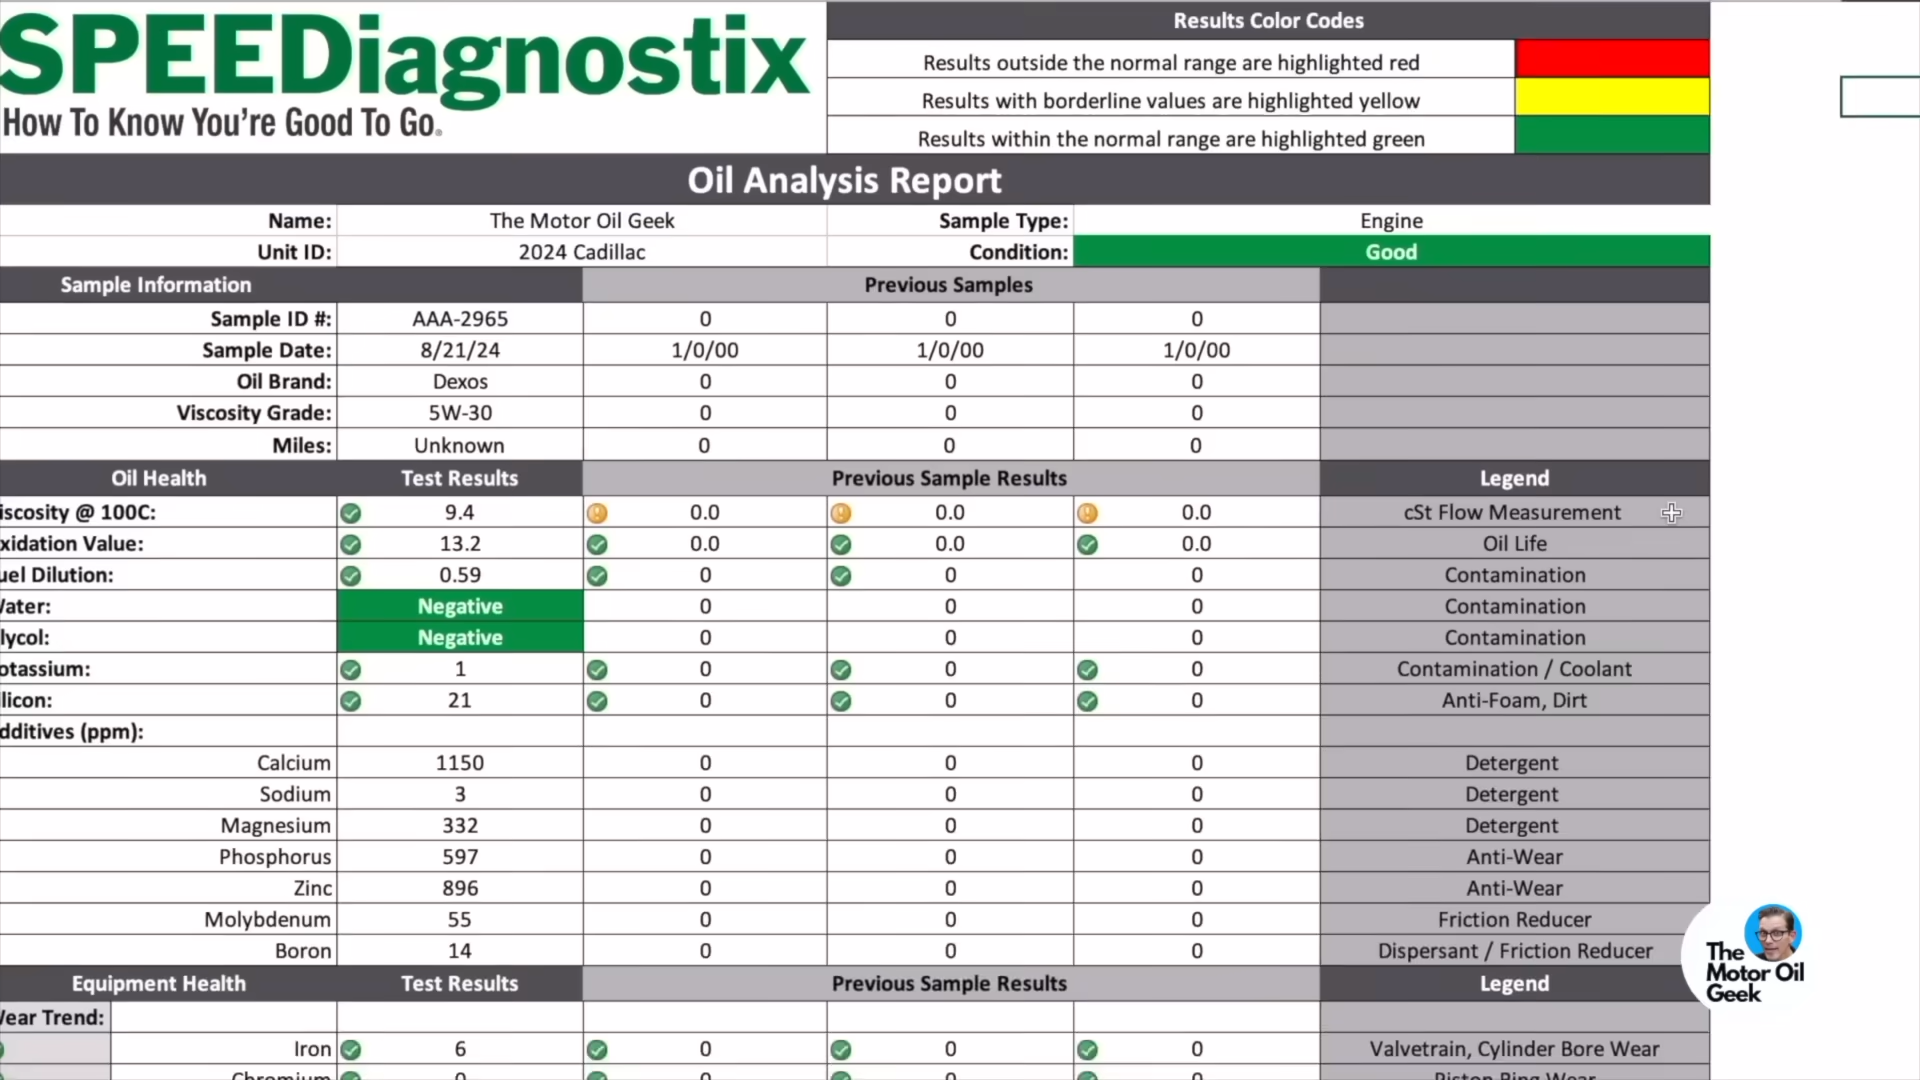 SPEEDiagnostix
How To Know You're Good To Go.
Results Color Codes
Results outside the normal range are highlighted red
Results with borderline values are highlighted yellow
Results within the normal range are highlighted green
Oil Analysis Report
Name: The Motor Oil Geek Sample Type: Engine
Unit ID: 2024 Cadillac Condition: Good
Sample Information Previous Samples
Sample ID #: AAA-2965 0 0 0
Sample Date: 8/21/24 1/0/00 1/0/00 1/0/00
Oil Brand: Dexos 0 0 0
Viscosity Grade: 5W-30 0 0 0
Miles: Unknown 0 0 0
Oil Health Test Results Previous Sample Results Legend
iscosity @ 100C: 9.4 0.0 0.0 0.0 cSt Flow Measurement
xidation Value: 13.2 0.0 0.0 0.0 Oil Life
uel Dilution: 0.59 0 0 0 Contamination
ater: Negative 0 0 0 Contamination
lycol: Negative 0 0 0 Contamination
otassium: 1 0 0 0 Contamination / Coolant
licon: 21 0 0 0 Anti-Foam, Dirt
dditives (ppm):
Calcium 1150 0 0 0 Detergent
Sodium 3 0 0 0 Detergent
Magnesium 332 0 0 0 Detergent
Phosphorus 597 0 0 0 Anti-Wear
Zinc 896 0 0 0 Anti-Wear
Molybdenum 55 0 0 0 Friction Reducer
Boron 14 0 0 0 Dispersant / Friction Reducer
Equipment Health Test Results Previous Sample Results Legend
ear Trend:
Iron 6 0 0 0 Valvetrain, Cylinder Bore Wear
Chromium 0 0 0 0 Piston Ring Wear
The
Motor Oil
Geek